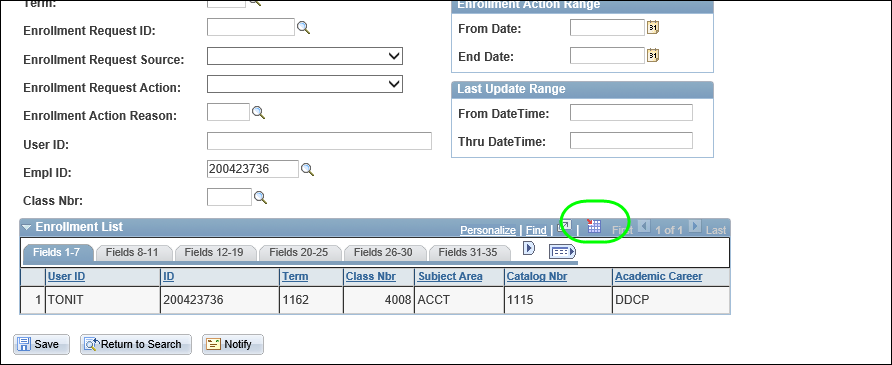 Term:
Enrollment Request ID:
Enrollment Request Source:
Enrollment Request Action:
Enrollment Action Reason:
User ID:
Empl ID: 200423736
Class Nbr:
Enrollment Action Range
From Date: 31
End Date: 31
Last Update Range
From DateTime:
Thru DateTime:
Enrollment List Personalize | Find | | First 1 of 1 Last
Fields 1-7 Fields 8-11 Fields 12-19 Fields 20-25 Fields 26-30 Fields 31-35
User ID ID Term Class Nbr Subject Area Catalog Nbr Academic Career
1 TONIT 200423736 1162 4008 ACCT 1115 DDCP
Save Return to Search Notify